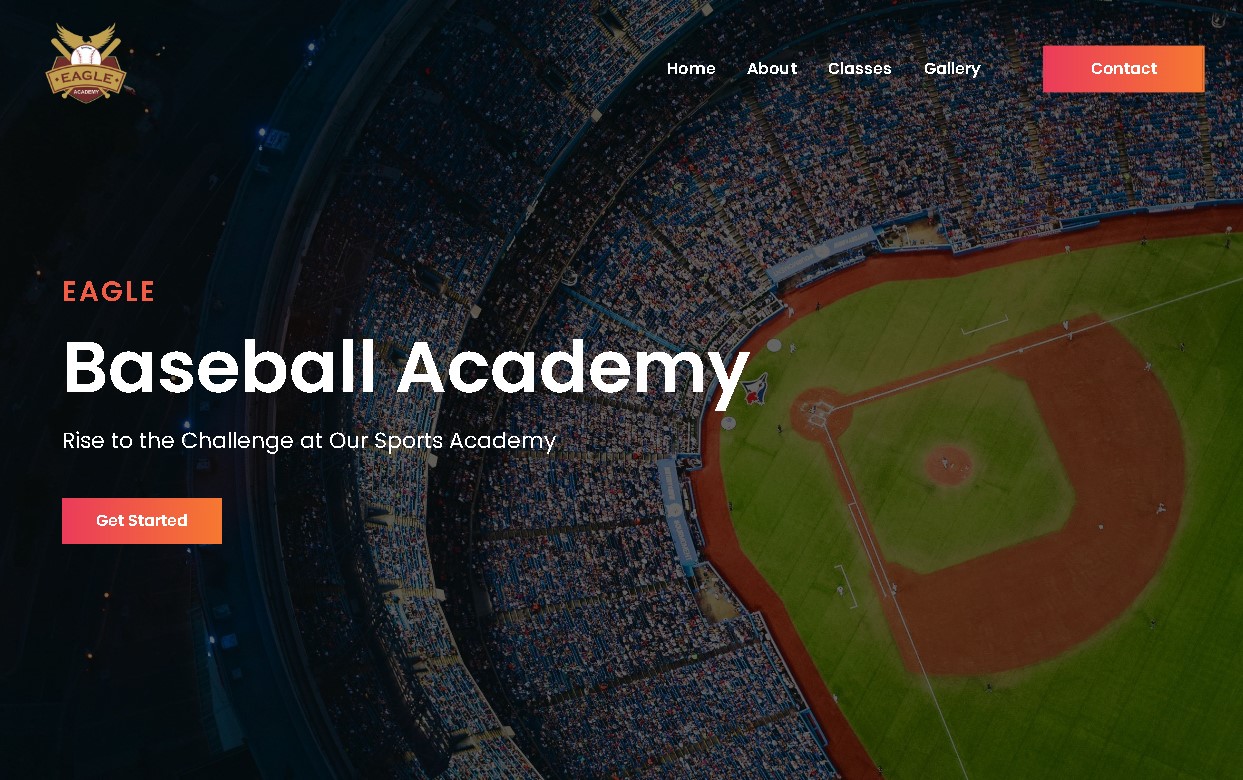 EAGLE
ACADEMY
Home About Classes Gallery Contact
EAGLE
Baseball Academy
Rise to the Challenge at Our Sports Academy
Get Started